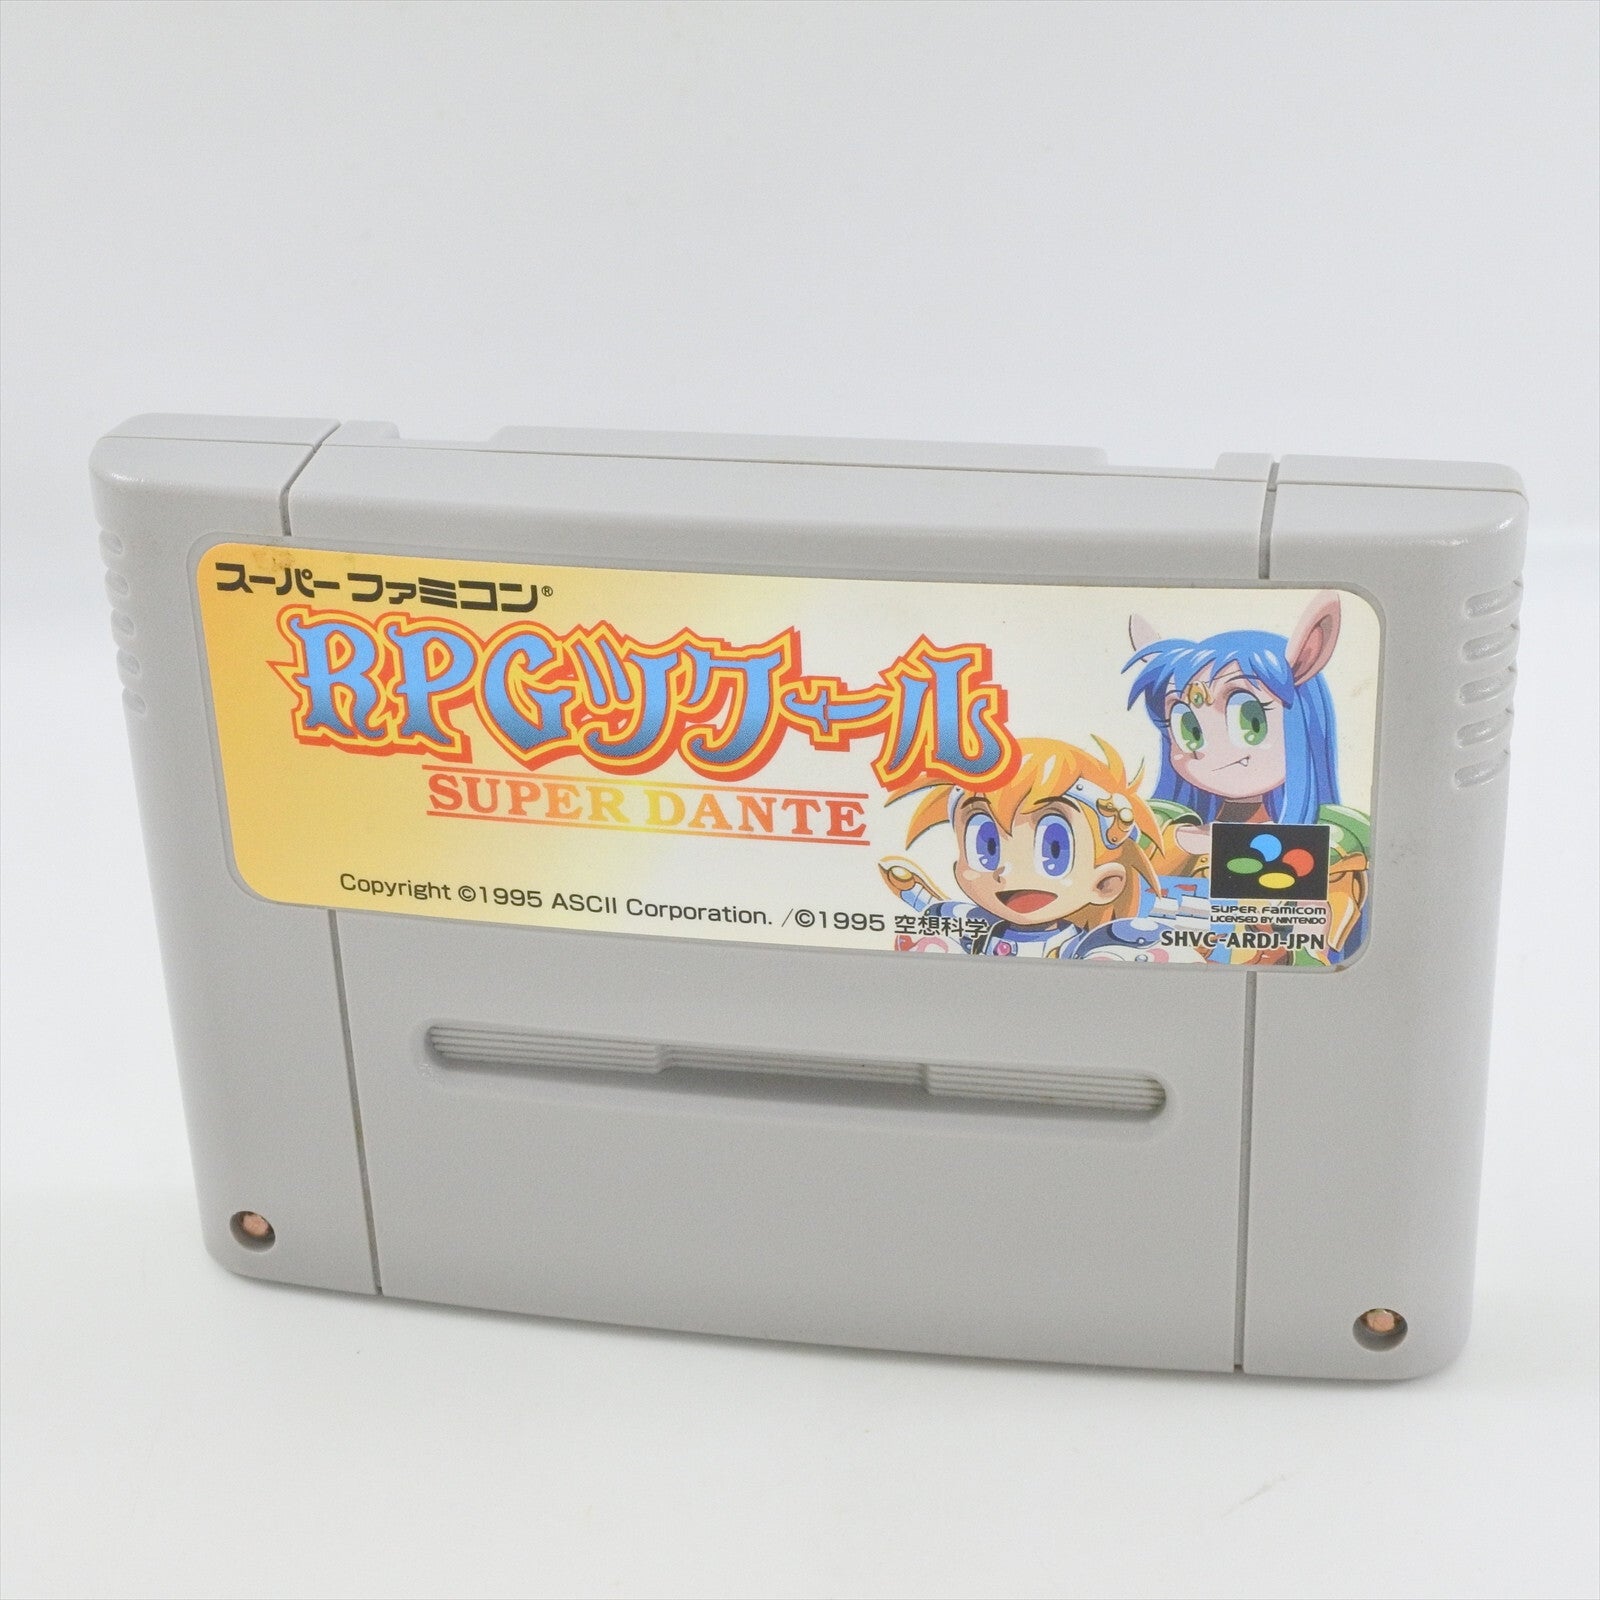 スーパーファミコン®
RPGツクール
SUPER DANTE
Copyright ©1995 ASCII Corporation. /©1995 空想科学
SUPER FAMICOM
LICENSED BY NINTENDO
SHVC-ARDJ-JPN